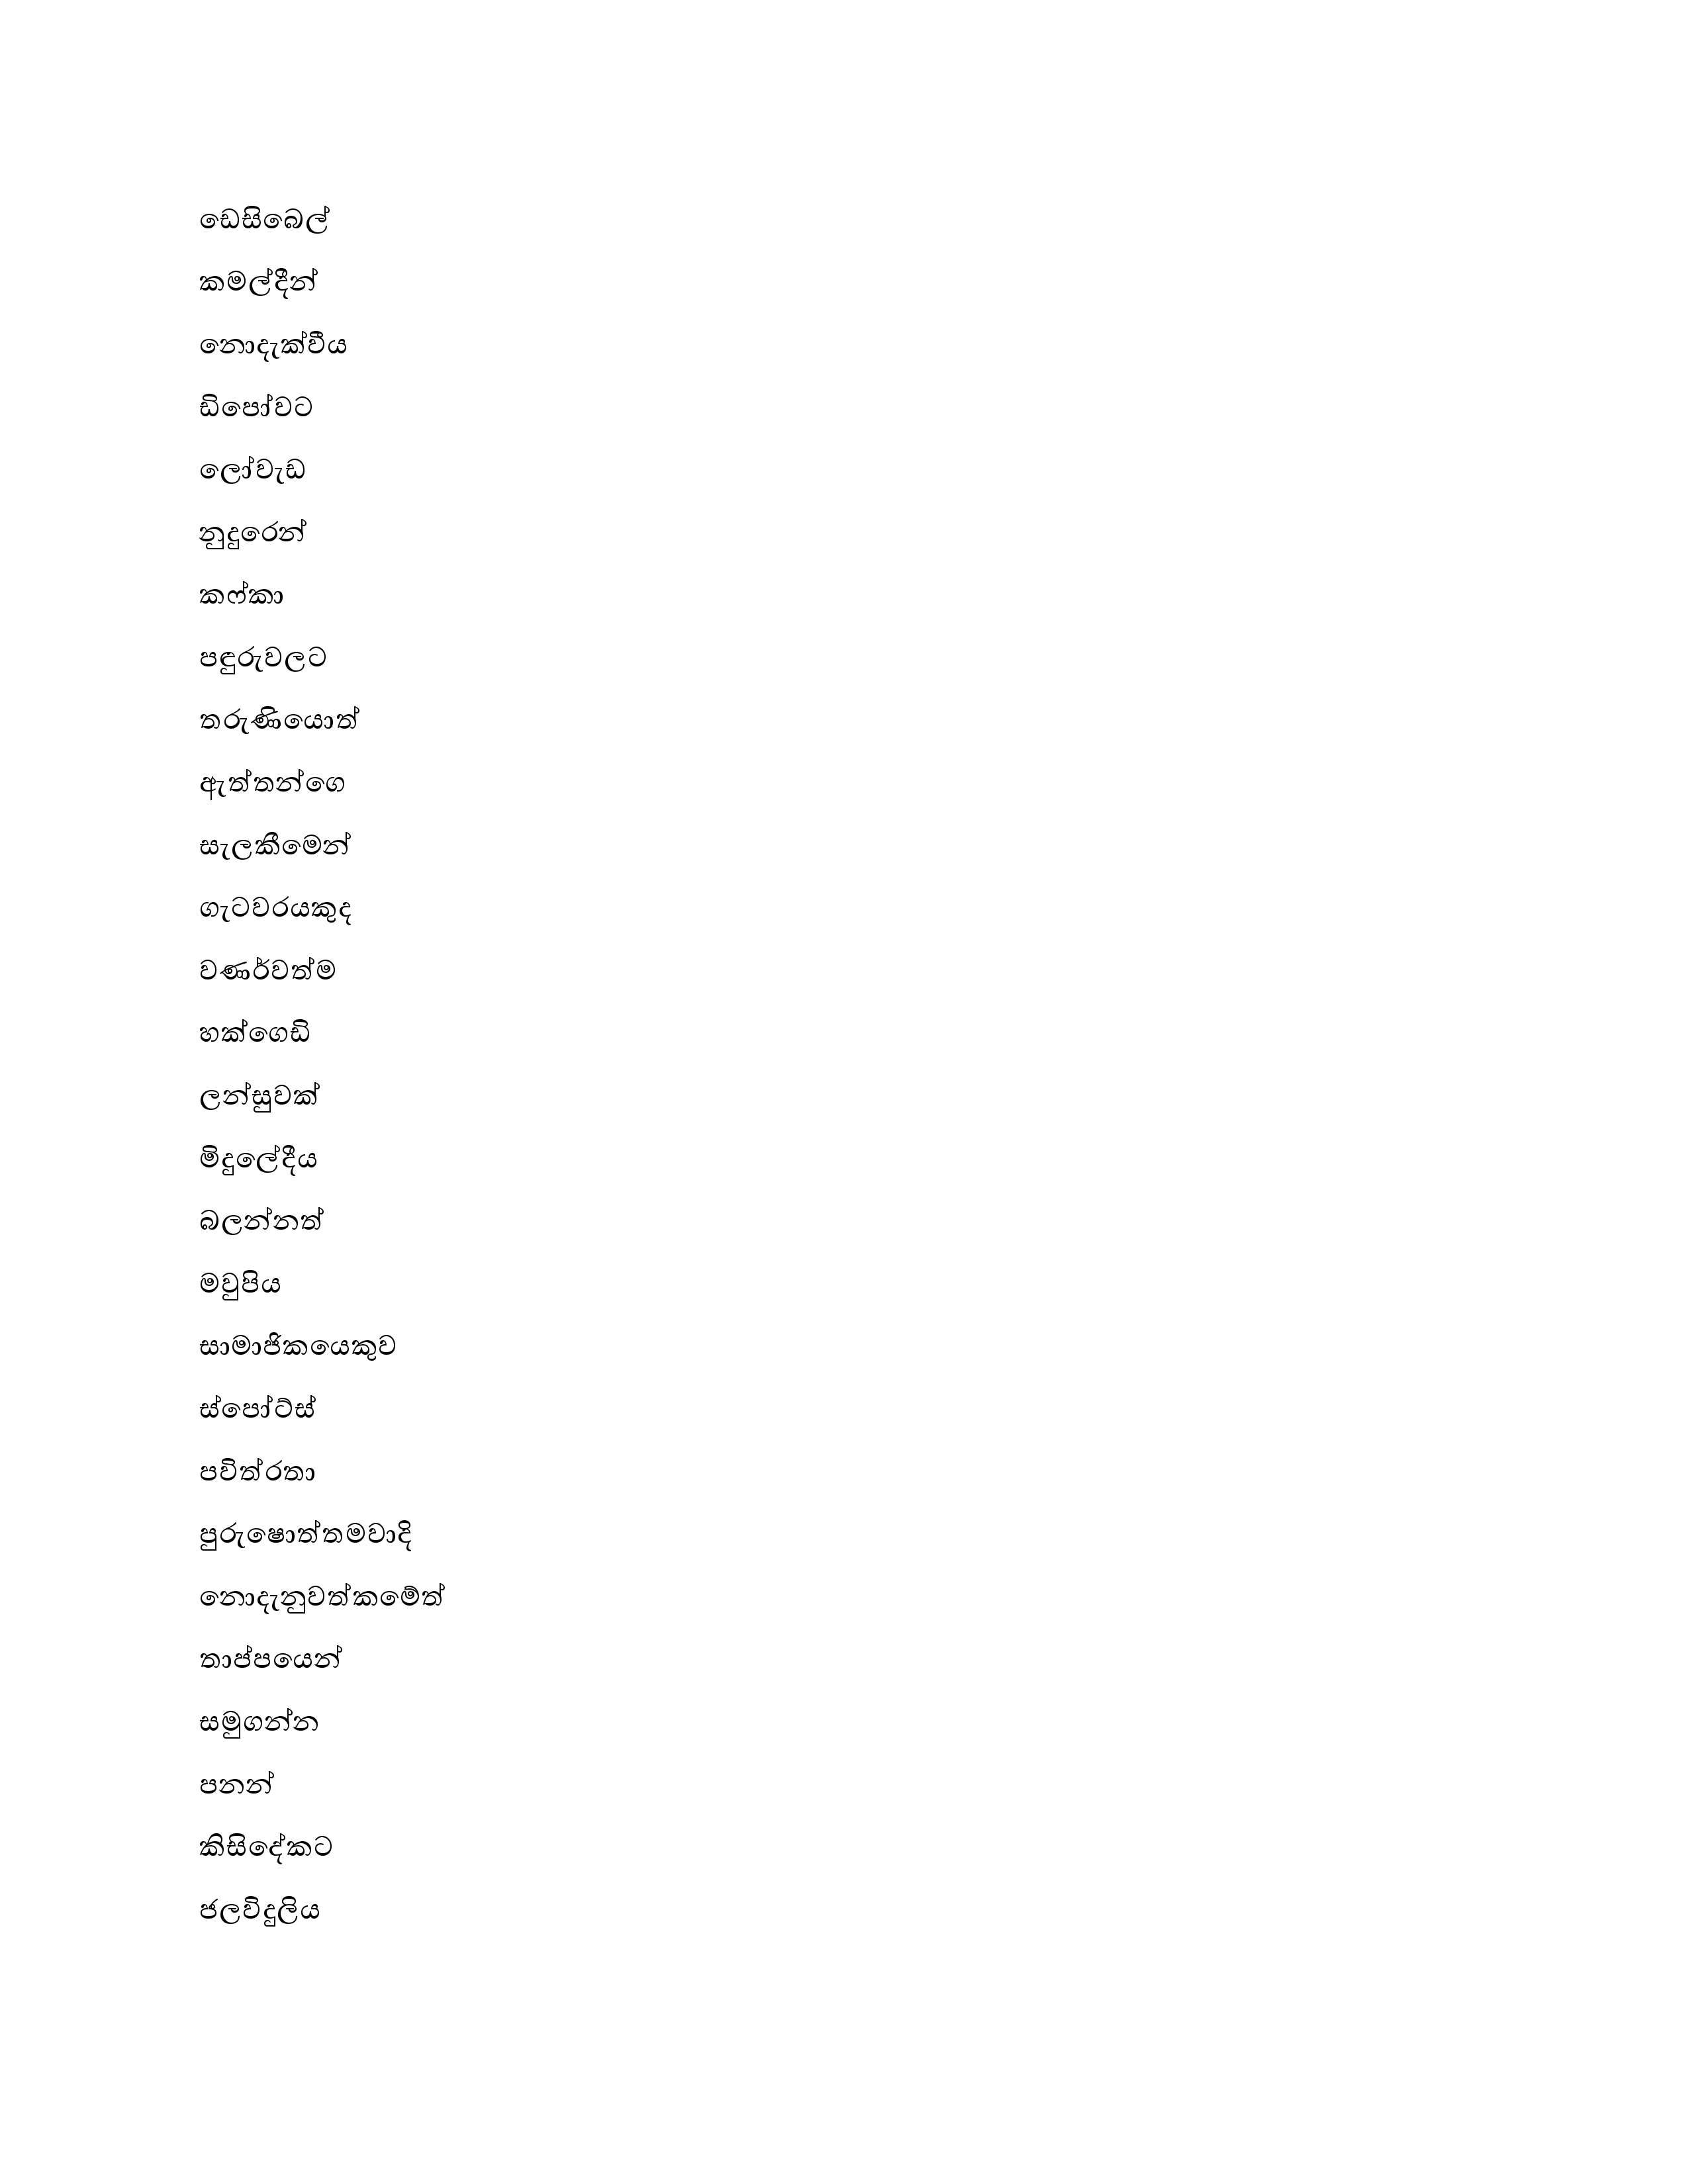 ඩෙසිබෙල්
කමල්දීන්
නොදැක්වීය
ඩිපෝවට
ලෝවැඩ
නුදුරෙන්
කෆ්කා
පඳුරුවලට
තරුණියොත්
ඇත්තන්ගෙ
සැලකීමෙන්
ගැටවරයකුද
වණර්වත්ම
හක්ගෙඩි
ලන්සුවක්
මිදුලේදීය
බලන්නත්
මවුපිය
සාමාජිකයෙකුව
ස්පෝට්ස්
පවිත්රතා
පුරුෂොත්තමවාදි
නොදැනුවත්කමේත්
තාප්පයෙන්
සමුගන්න
පනන්
කිසිදේකට
ජලවිදුලිය